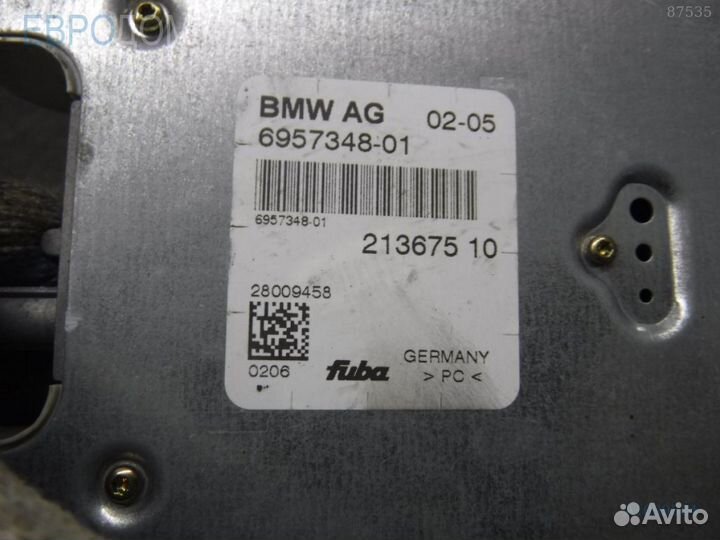 ЕВРОДОМ
87535
BMW AG 02-05
6957348-01
6957348-01
213675 10
28009458
0206 fuba GERMANY
> PC <
Avito